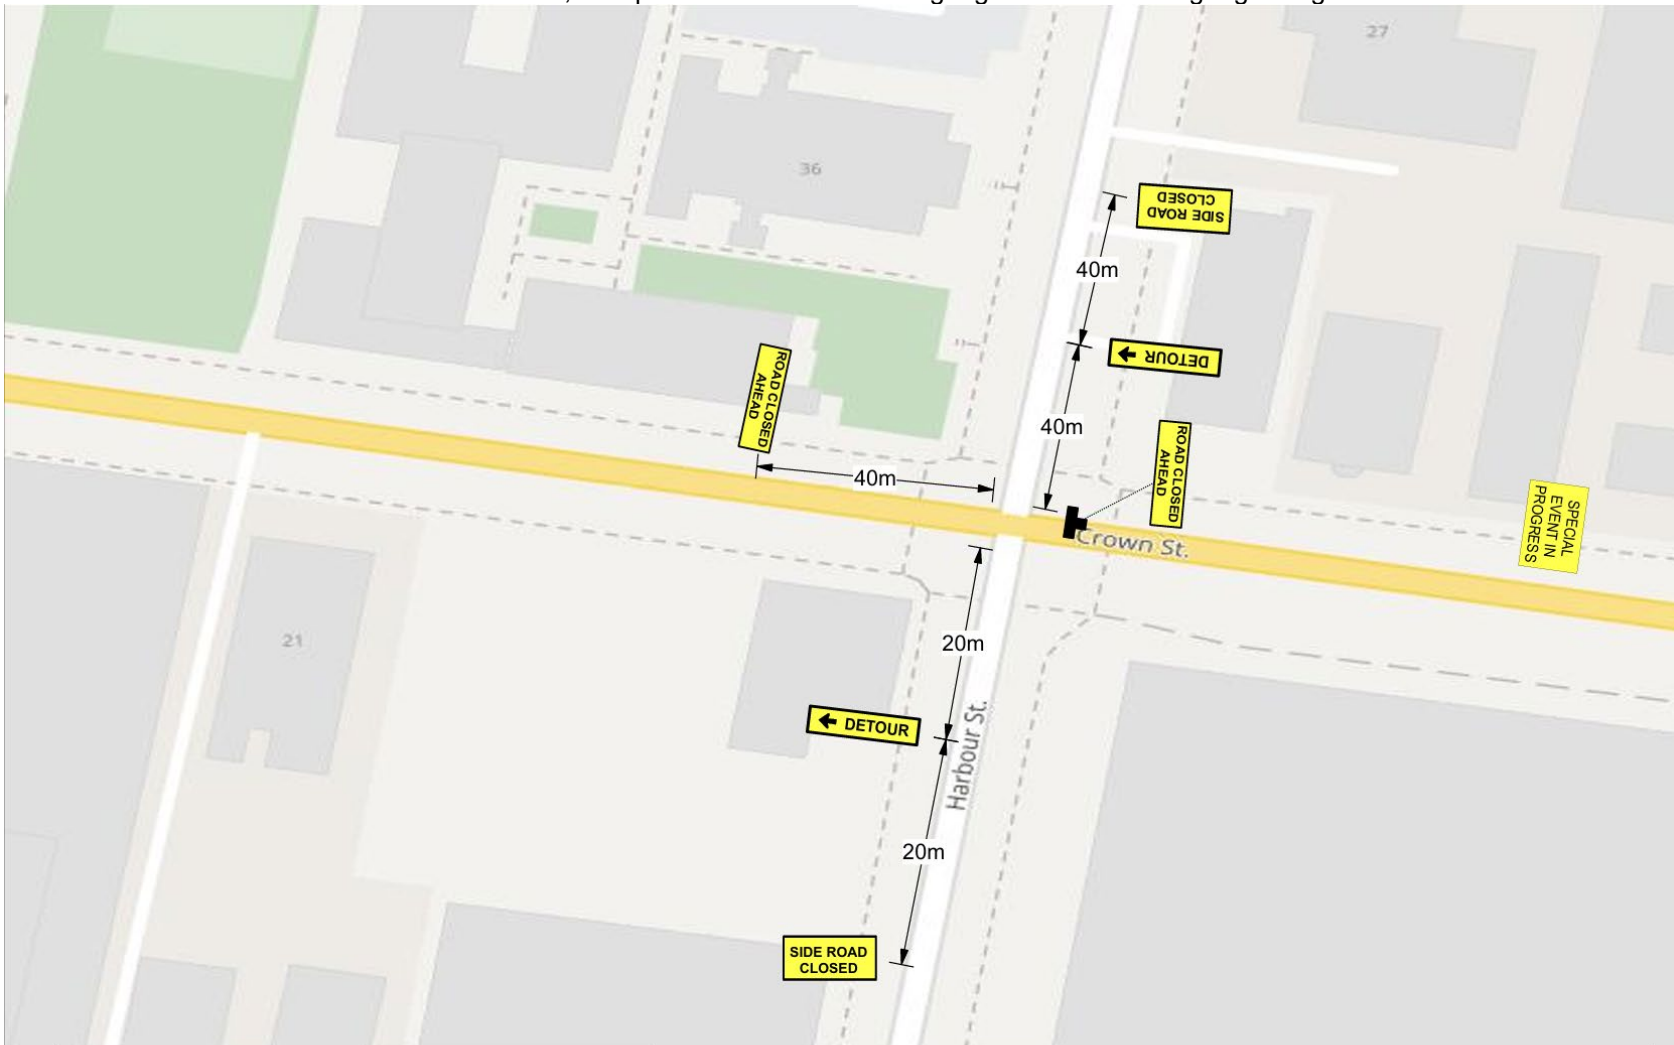 27
36
SIDE ROAD
CLOSED
40m
DETOUR
ROAD CLOSED
AHEAD
40m
ROAD CLOSED
AHEAD
40m
SPECIAL
EVENT IN
PROGRESS
Crown St.
21
20m
DETOUR
Harbour St.
20m
SIDE ROAD
CLOSED